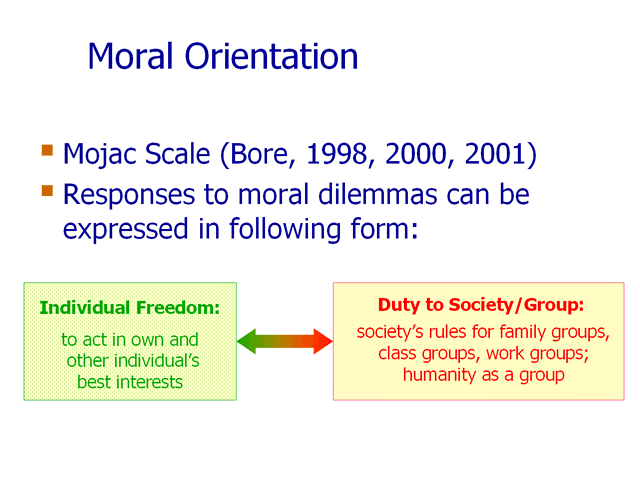 Moral Orientation
Mojac Scale (Bore, 1998, 2000, 2001)
Responses to moral dilemmas can be
expressed in following form:
Individual Freedom:
to act in own and
other individual's
best interests
Duty to Society/Group:
society's rules for family groups,
class groups, work groups;
humanity as a group